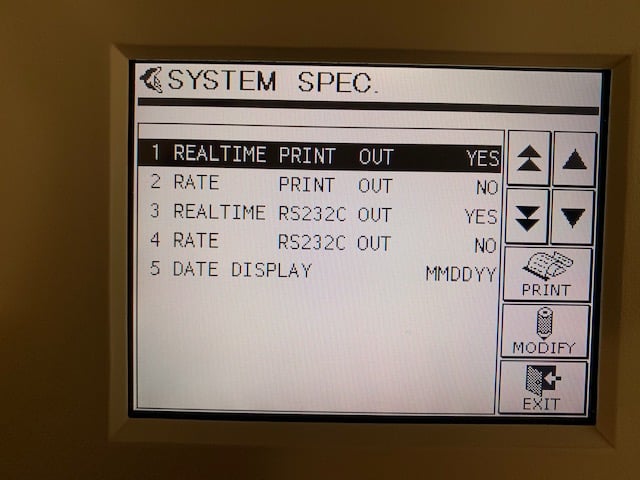 SYSTEM SPEC.
1 REALTIME PRINT OUT YES
2 RATE PRINT OUT NO
3 REALTIME RS232C OUT YES
4 RATE RS232C OUT NO
5 DATE DISPLAY MMDDYY
PRINT
MODIFY
EXIT